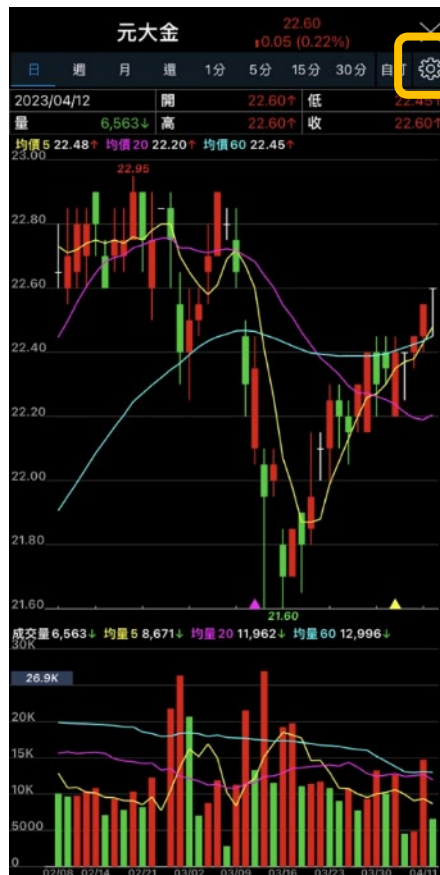 元大金 22.60
0.05 (0.22%)
日 週 月 還 1分 5分 15分 30分 自訂
2023/04/12 開 22.60↑ 低 22.45↑
量 6,563↓ 高 22.60↑ 收 22.60↑
均價5 22.48↑ 均價20 22.20↑ 均價60 22.45↑
23.00
22.95
22.80
22.60
22.40
22.20
22.00
21.80
21.60
21.60
成交量6,563↓ 均量5 8,671↓ 均量20 11,962↓ 均量60 12,996↓
30K
26.9K
20K
15K
10K
5000
0
02/08 02/14 02/21 03/02 03/09 03/16 03/23 03/30 04/11